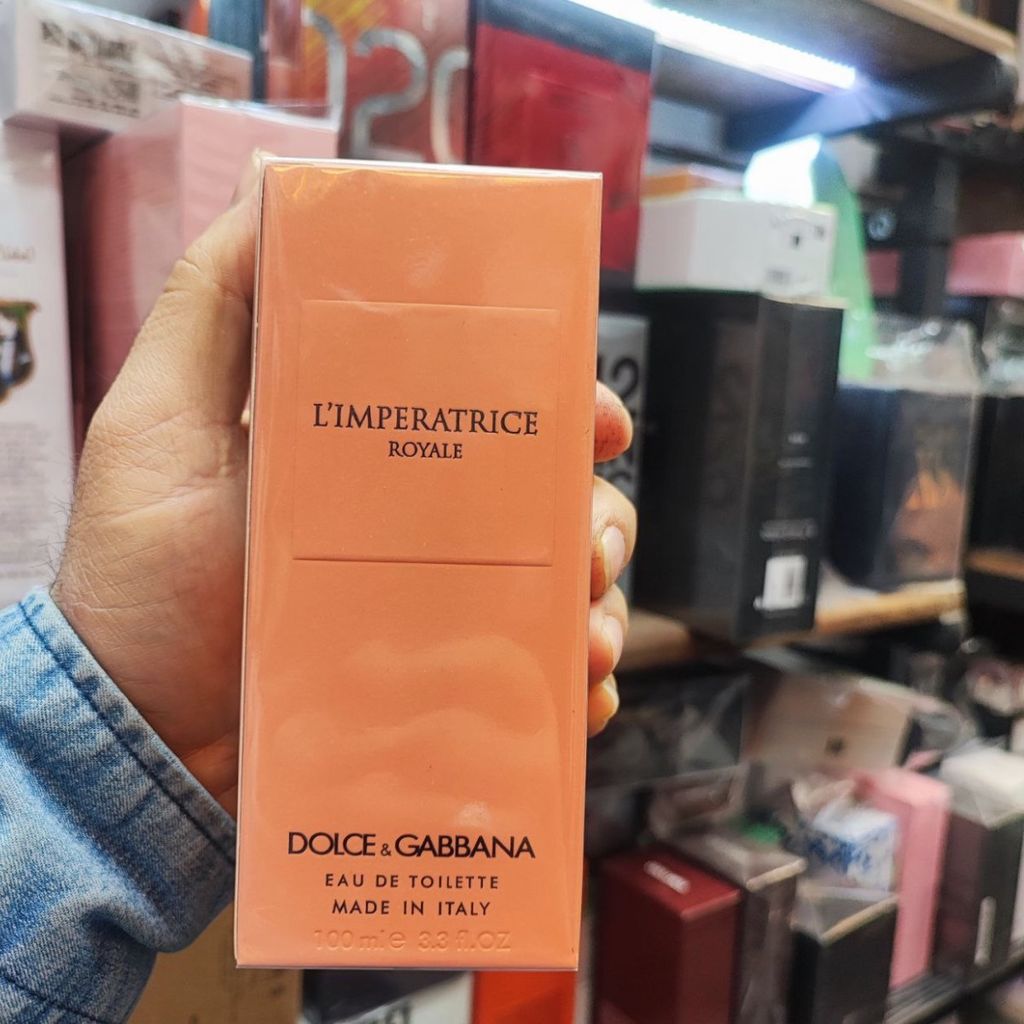 L'IMPERATRICE
ROYALE
DOLCE & GABBANA
EAU DE TOILETTE
MADE IN ITALY
100 ml e 3.3 fl.OZ